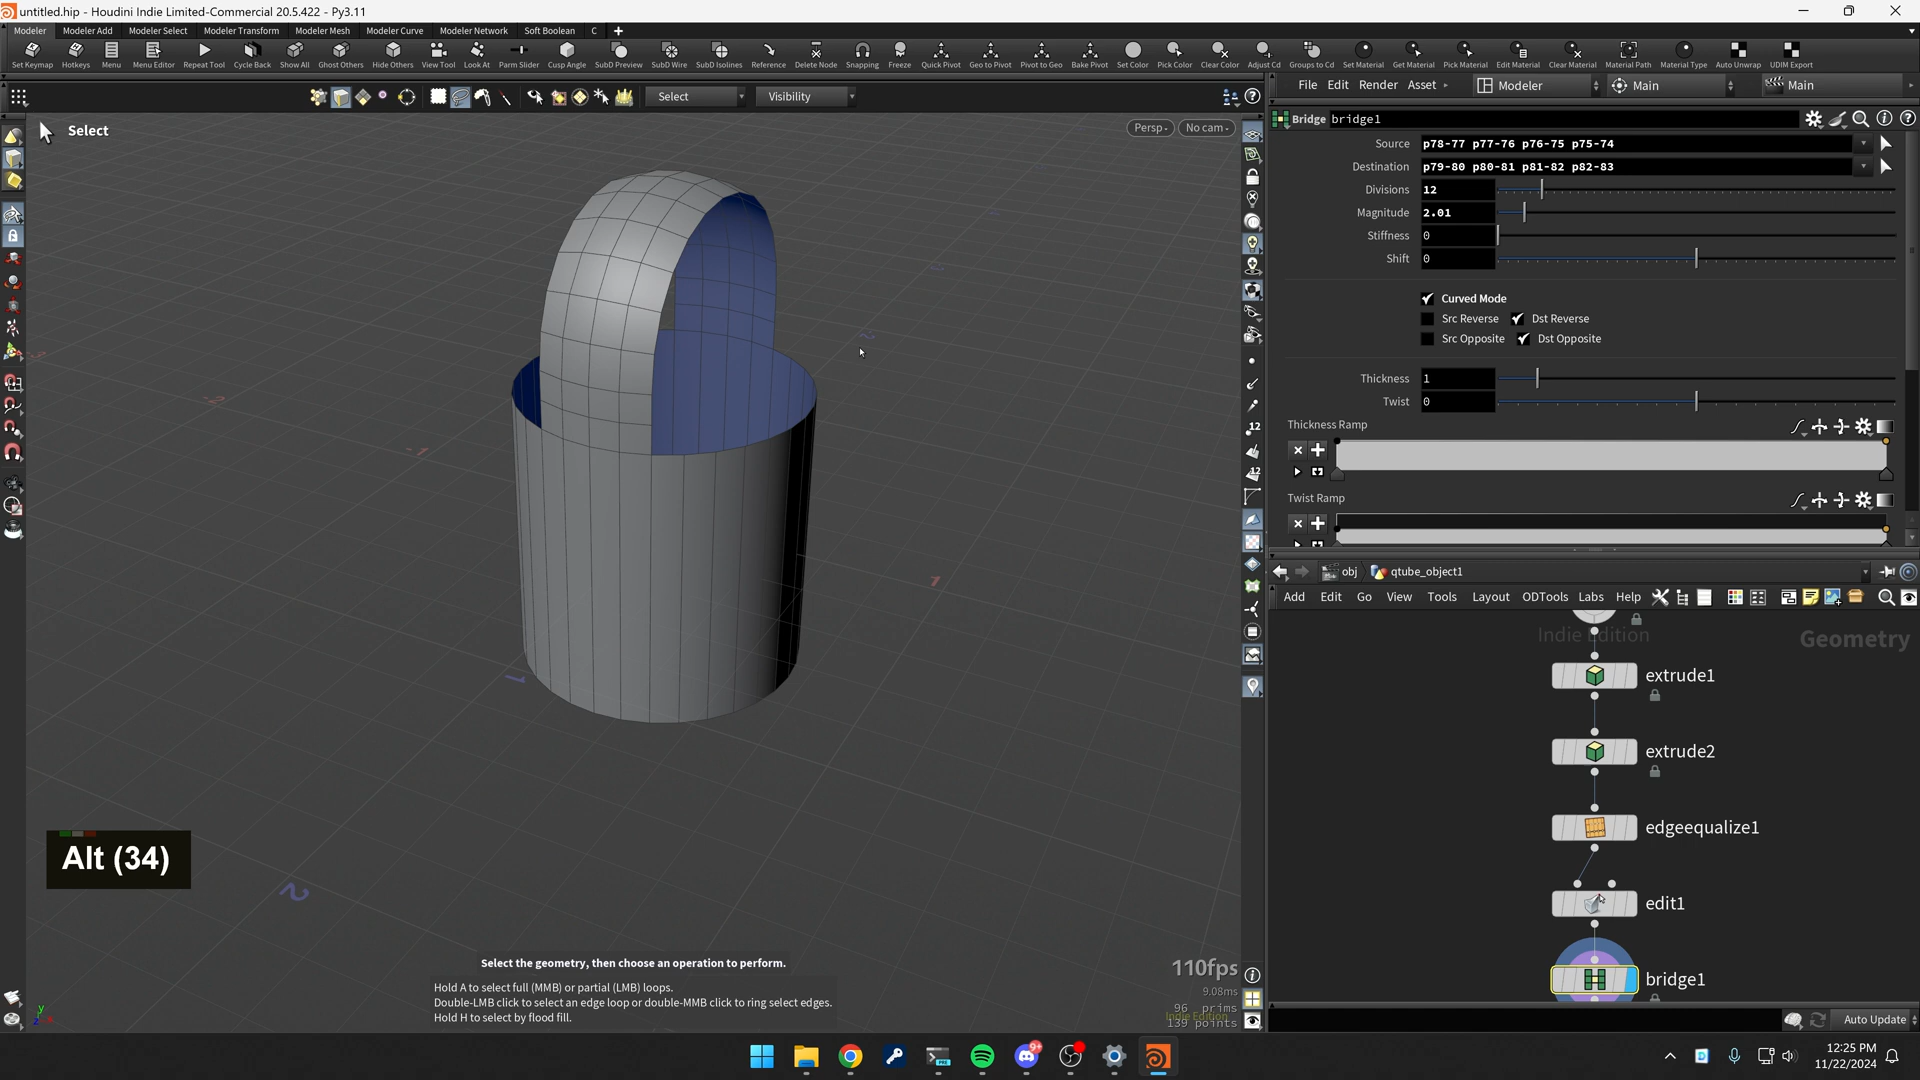 untitled.hip - Houdini Indie Limited-Commercial 20.5.422 - Py3.11
Modeler Modeler Add Modeler Select Modeler Transform Modeler Mesh Modeler Curve Modeler Network Soft Boolean C
Set Keymap Hotkeys Menu Menu Editor Repeat Tool Cycle Back Show All Ghost Others Hide Others View Tool Look At Parm Slider Cusp Angle SubD Preview SubD Wire SubD Isolines Reference Delete Node Snapping Freeze Quick Pivot Geo to Pivot Pivot to Geo Bake Pivot Set Color Pick Color Clear Color Adjust Cd Groups to Cd Set Material Get Material Pick Material Edit Material Clear Material Material Path Material Type Auto Unwrap UDIM Export
File Edit Render Asset Modeler Main Main
Select Visibility
Bridge bridge1
Select
Persp No cam
Source p78-77 p77-76 p76-75 p75-74
Destination p79-80 p80-81 p81-82 p82-83
Divisions 12
Magnitude 2.01
Stiffness 0
Shift 0
Curved Mode
Src Reverse Dst Reverse
Src Opposite Dst Opposite
Thickness 1
Twist 0
Thickness Ramp
Twist Ramp
12
12
1
1
2
obj qtube_object1
Add Edit Go View Tools Layout ODTools Labs Help
Indie Edition
Geometry
extrude1
extrude2
edgeequalize1
edit1
bridge1
Alt (34)
Select the geometry, then choose an operation to perform.
Hold A to select full (MMB) or partial (LMB) loops.
Double-LMB click to select an edge loop or double-MMB click to ring select edges.
Hold H to select by flood fill.
110fps
9.08ms
96 prims
Indie Edition
139 points
Auto Update
9+
12:25 PM
11/22/2024